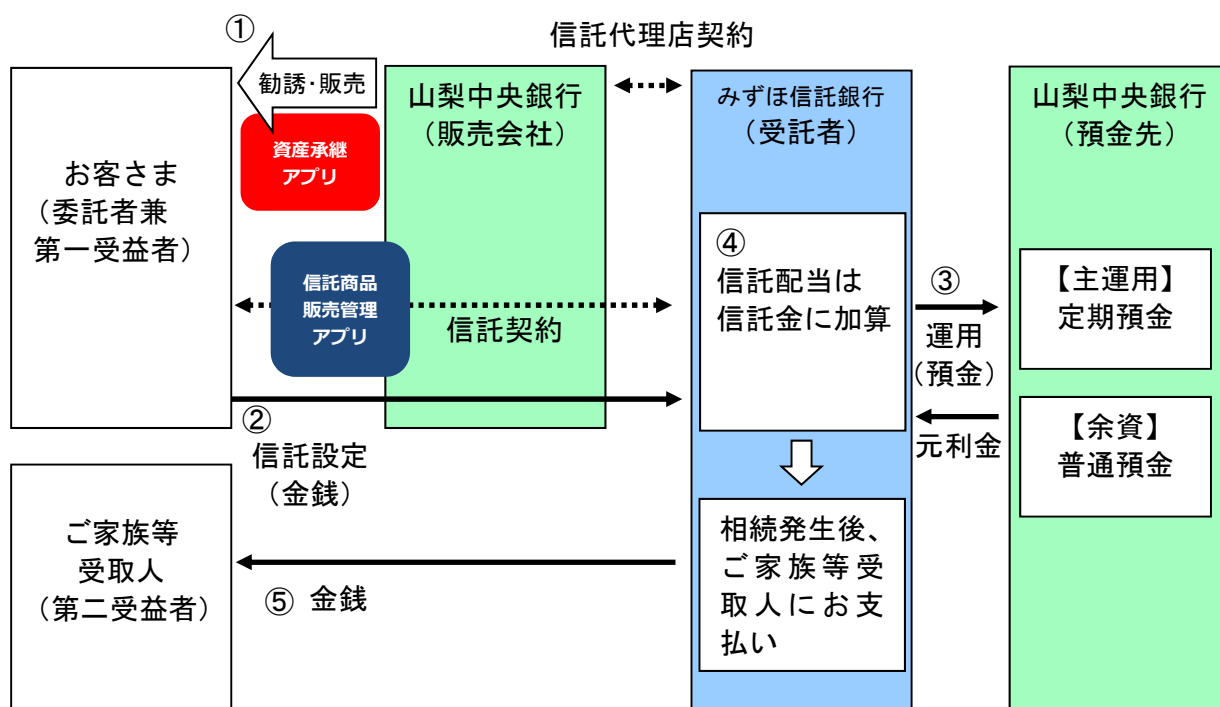 ①
信託代理店契約
勧誘・販売
資産承継
アプリ
お客さま
（委託者兼
第一受益者）
山梨中央銀行
（販売会社）
みずほ信託銀行
（受託者）
山梨中央銀行
（預金先）
信託商品
販売管理
アプリ
信託契約
②
信託設定
（金銭）
④
信託配当は
信託金に加算
③
運用
（預金）
元利金
【主運用】
定期預金
【余資】
普通預金
相続発生後、
ご家族等受
取人にお支
払い
ご家族等
受取人
（第二受益者）
⑤ 金銭